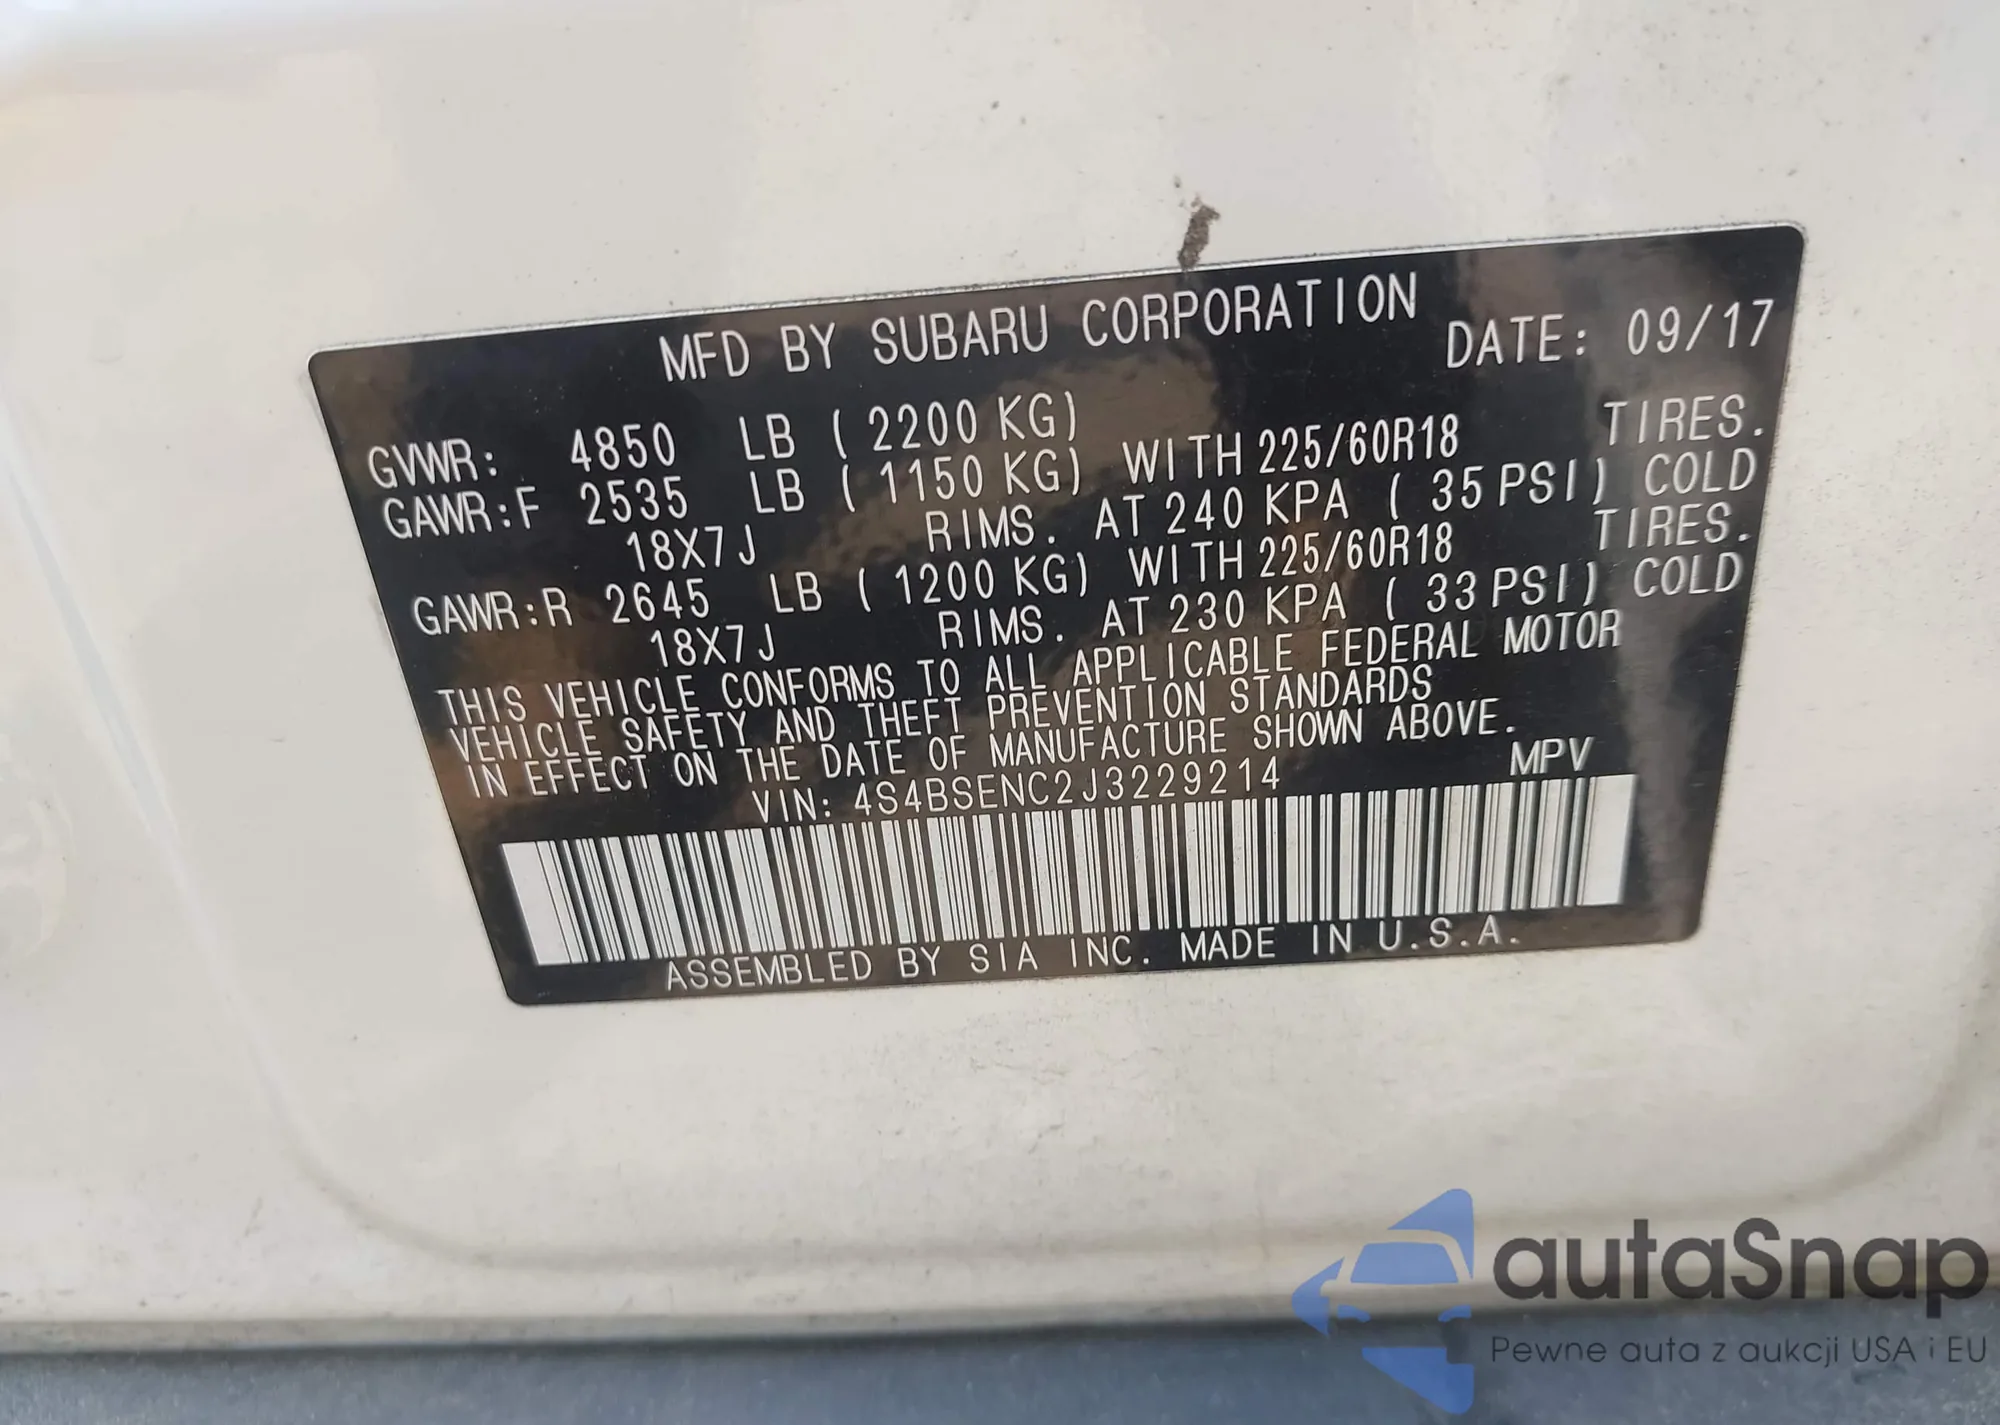 MFD BY SUBARU CORPORATION
DATE: 09/17
GVWR: 4850 LB ( 2200 KG)
GAWR:F 2535 LB ( 1150 KG) WITH 225/60R18 TIRES.
18X7J RIMS. AT 240 KPA ( 35 PSI) COLD
GAWR:R 2645 LB ( 1200 KG) WITH 225/60R18 TIRES.
18X7J RIMS. AT 230 KPA ( 33 PSI) COLD
THIS VEHICLE CONFORMS TO ALL APPLICABLE FEDERAL MOTOR
VEHICLE SAFETY AND THEFT PREVENTION STANDARDS
IN EFFECT ON THE DATE OF MANUFACTURE SHOWN ABOVE.
VIN: 4S4BSENC2J3229214 MPV
ASSEMBLED BY SIA INC. MADE IN U.S.A.
autaSnap
Pewne auta z aukcji USA i EU